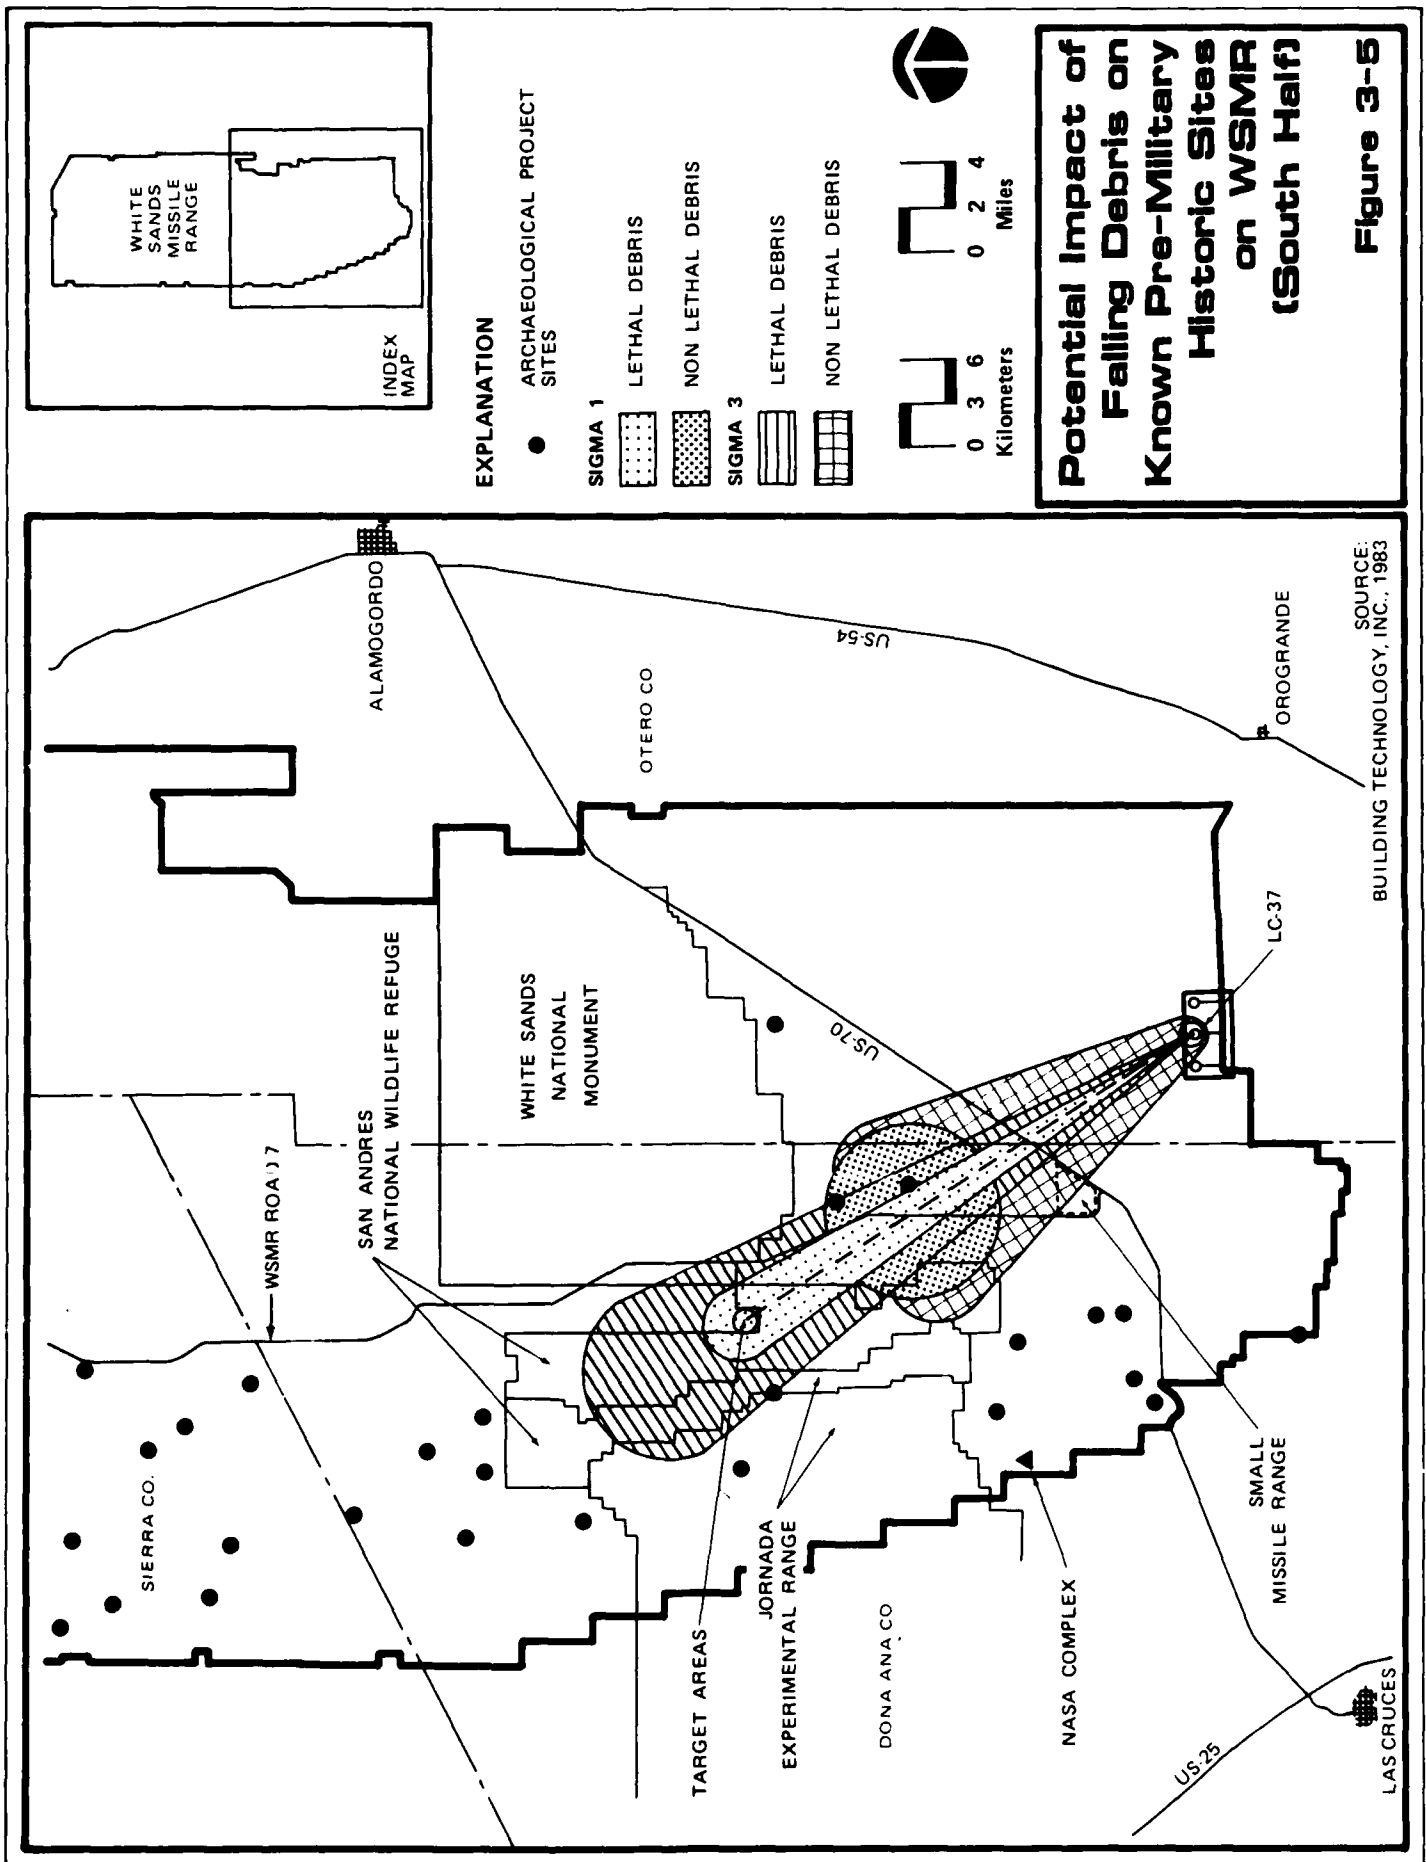 WHITE
SANDS
MISSILE
RANGE
INDEX
MAP
EXPLANATION
ARCHAEOLOGICAL PROJECT
SITES
SIGMA 1
LETHAL DEBRIS
NON LETHAL DEBRIS
SIGMA 3
LETHAL DEBRIS
NON LETHAL DEBRIS
0 3 6
Kilometers
0 2 4
Miles
Potential Impact of
Falling Debris on
Known Pre-Military
Historic Sites
on WSMR
(South Half)
Figure 3-5
ALAMOGORDO
US-54
OTERO CO.
OROGRANDE
SOURCE:
BUILDING TECHNOLOGY, INC., 1983
WSMR ROAD 7
SAN ANDRES
NATIONAL WILDLIFE REFUGE
WHITE SANDS
NATIONAL
MONUMENT
US-70
LC-37
SIERRA CO.
TARGET AREAS
JORNADA
EXPERIMENTAL RANGE
DONA ANA CO.
NASA COMPLEX
SMALL
MISSILE RANGE
US-25
LAS CRUCES